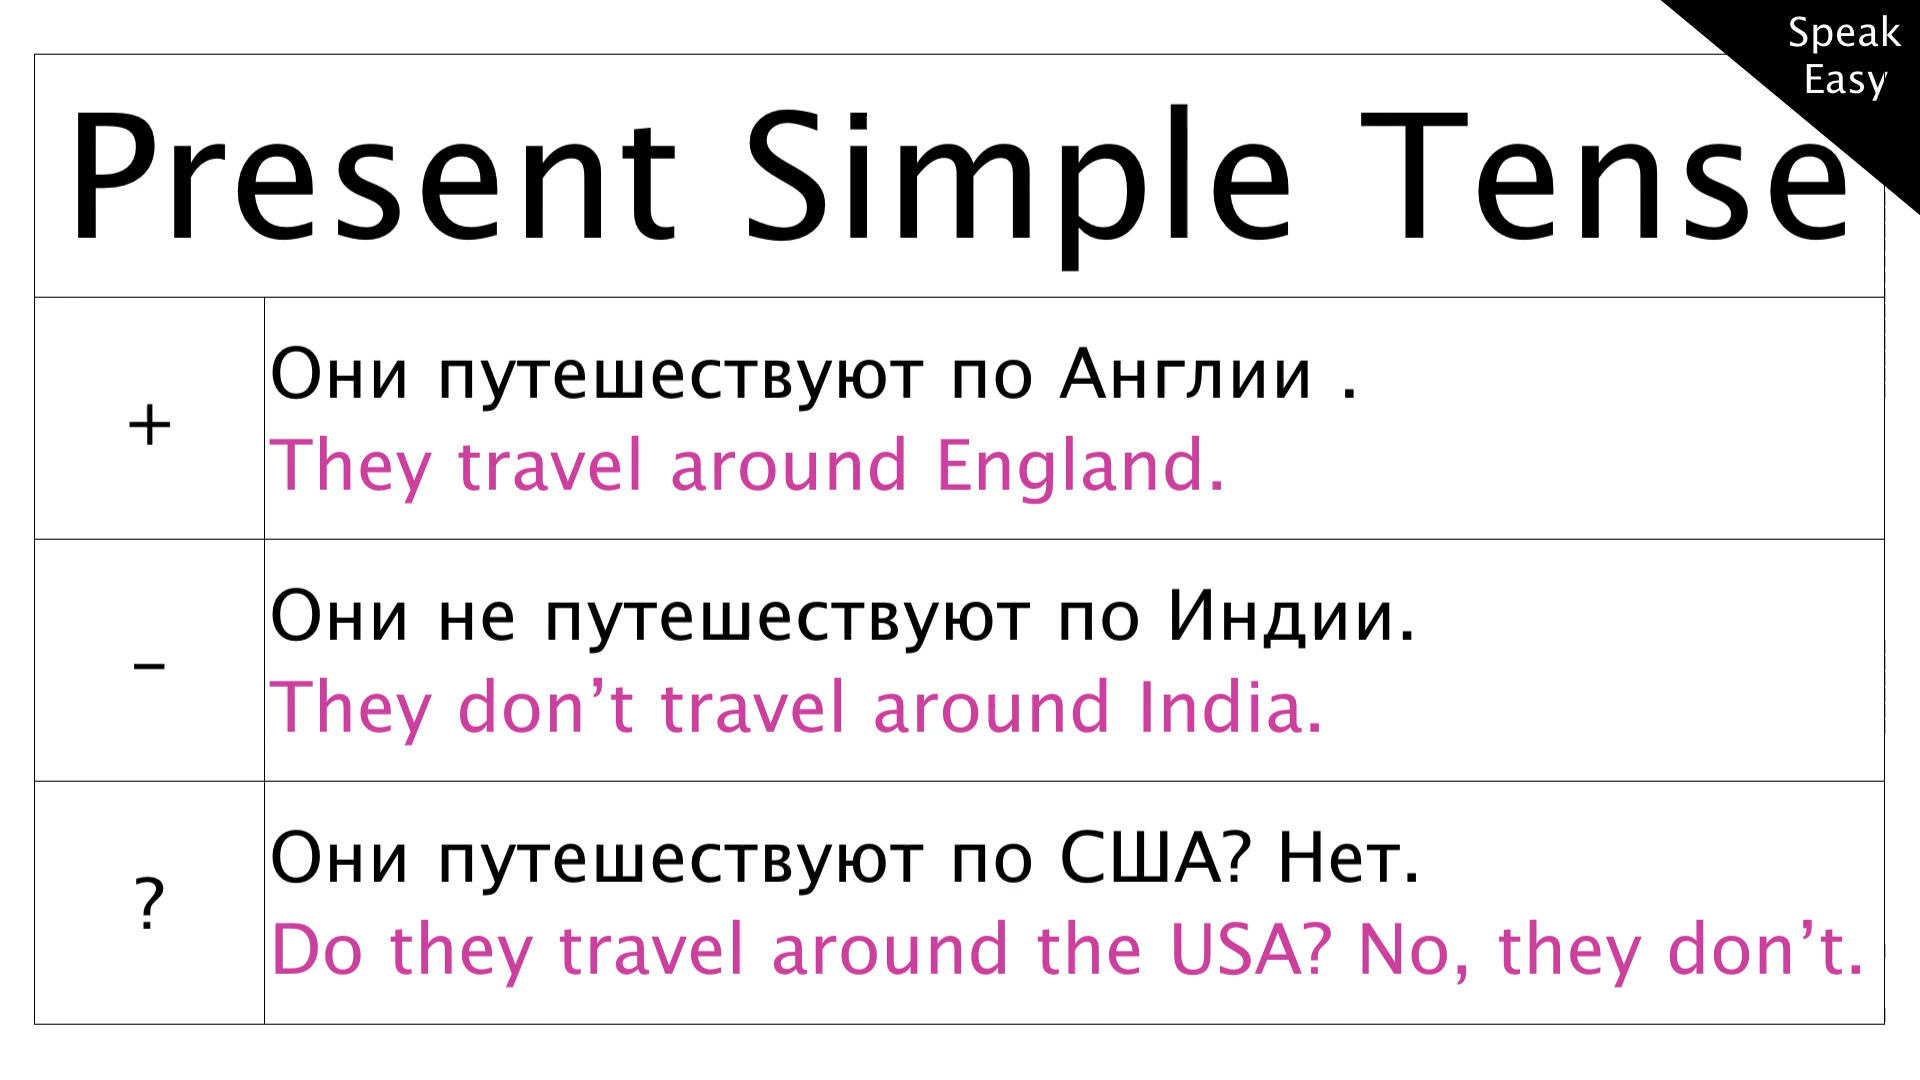 Speak
Easy
Present Simple Tense
+
Они путешествуют по Англии .
They travel around England.
–
Они не путешествуют по Индии.
They don’t travel around India.
?
Они путешествуют по США? Нет.
Do they travel around the USA? No, they don’t.